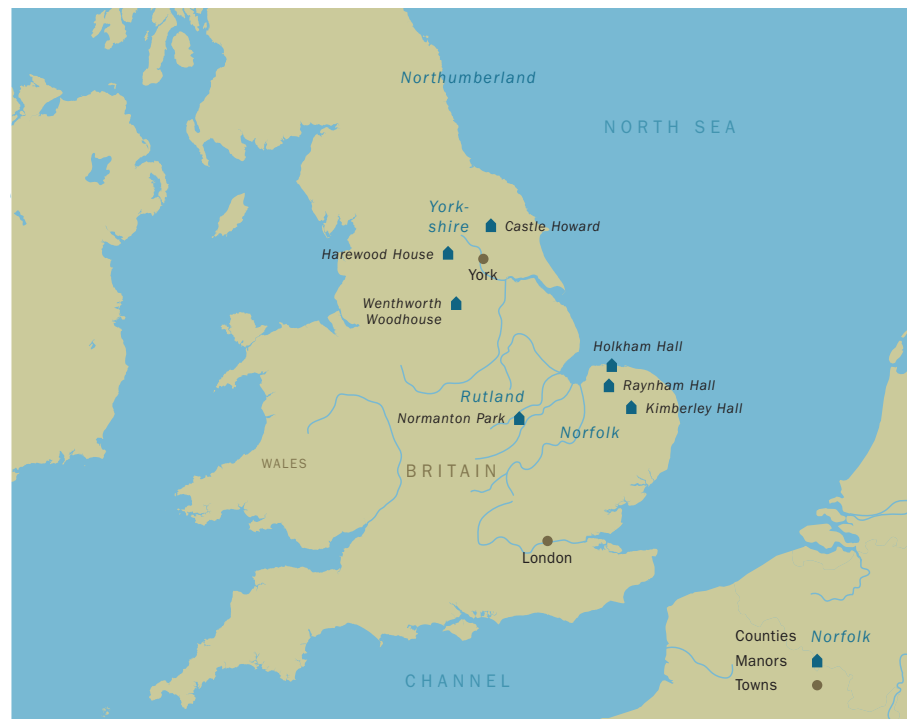 Northumberland
NORTH SEA
York-
shire
Castle Howard
Harewood House
York
Wenthworth
Woodhouse
Holkham Hall
Raynham Hall
Rutland
Kimberley Hall
Normanton Park
Norfolk
WALES
BRITAIN
London
Counties Norfolk
Manors
CHANNEL
Towns